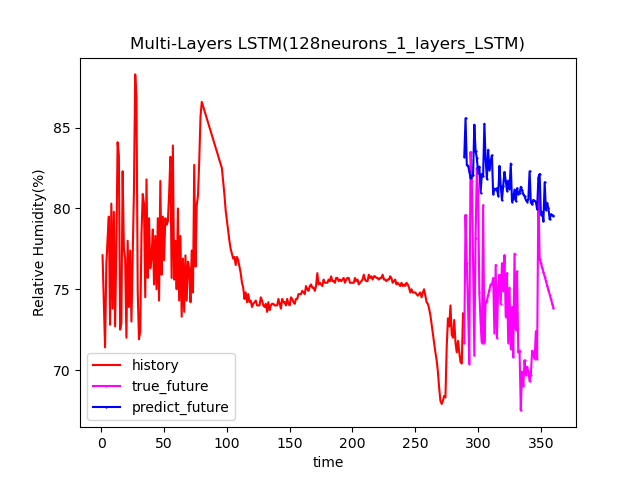 Multi-Layers LSTM(128neurons_1_layers_LSTM)
Relative Humidity(%)
85
80
75
70
history
true_future
predict_future
0 50 100 150 200 250 300 350
time